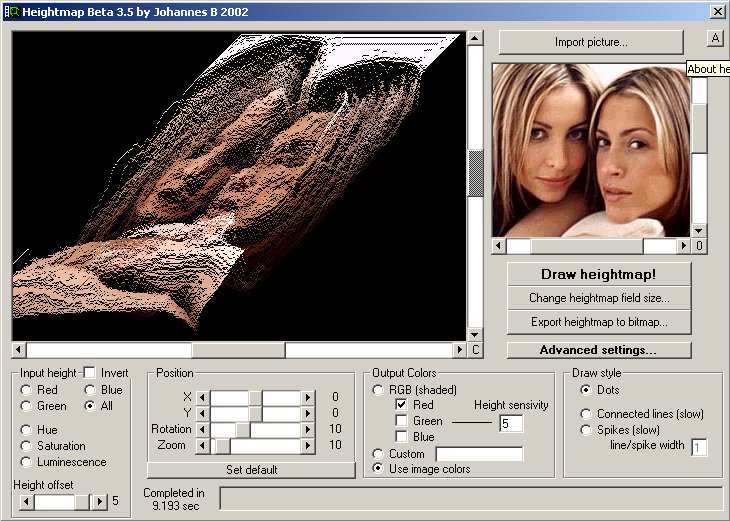 Heightmap Beta 3.5 by Johannes B 2002
Import picture...
A
About he
0
Draw heightmap!
Change heightmap field size...
Export heightmap to bitmap...
C
Advanced settings...
Input height
Invert
Red
Blue
Green
All
Hue
Saturation
Luminescence
Height offset
5
Position
X
0
Y
0
Rotation
10
Zoom
10
Set default
Completed in
9.193 sec
Output Colors
RGB (shaded)
Red
Height sensivity
Green
5
Blue
Custom
Use image colors
Draw style
Dots
Connected lines (slow)
Spikes (slow)
line/spike width
1